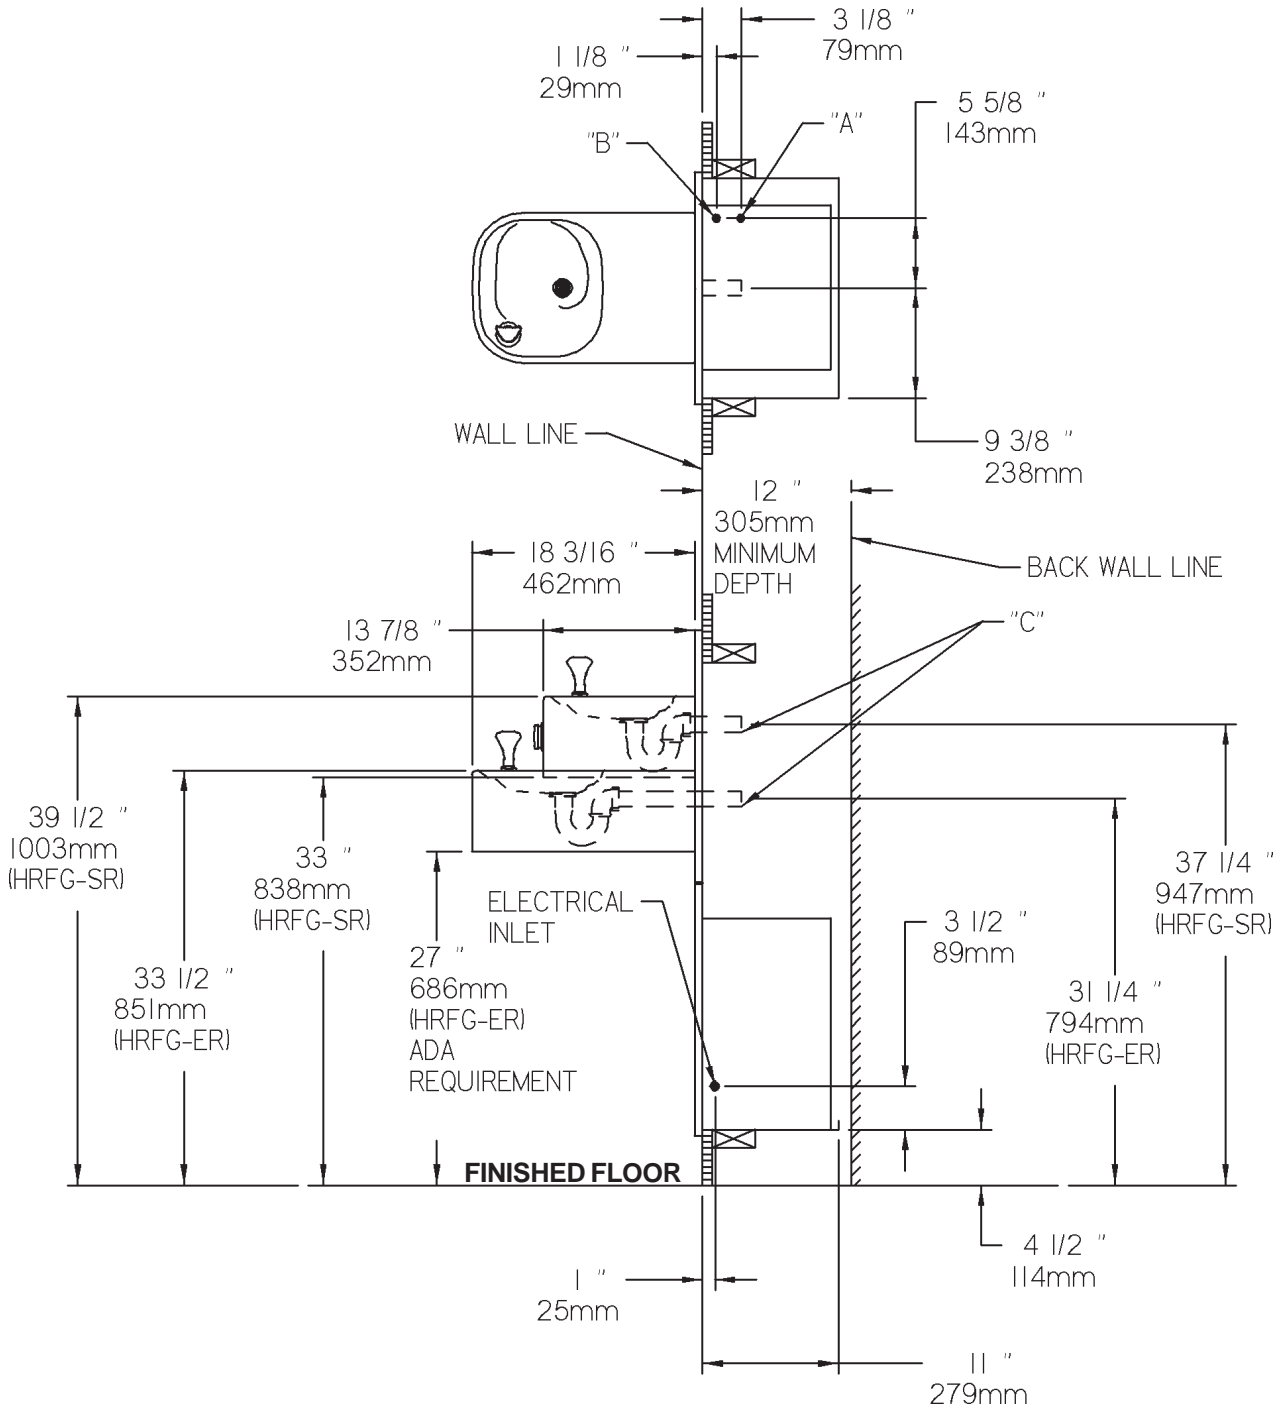 3 1/8 "
79mm
1 1/8 "
29mm
5 5/8 "
143mm
"A"
"B"
WALL LINE
9 3/8 "
238mm
12 "
305mm
MINIMUM
DEPTH
18 3/16 "
462mm
BACK WALL LINE
"C"
13 7/8 "
352mm
39 1/2 "
1003mm
(HRFG-SR)
33 "
838mm
(HRFG-SR)
37 1/4 "
947mm
(HRFG-SR)
ELECTRICAL
INLET
3 1/2 "
89mm
27 "
686mm
(HRFG-ER)
ADA
REQUIREMENT
33 1/2 "
851mm
(HRFG-ER)
31 1/4 "
794mm
(HRFG-ER)
FINISHED FLOOR
4 1/2 "
114mm
1 "
25mm
11 "
279mm